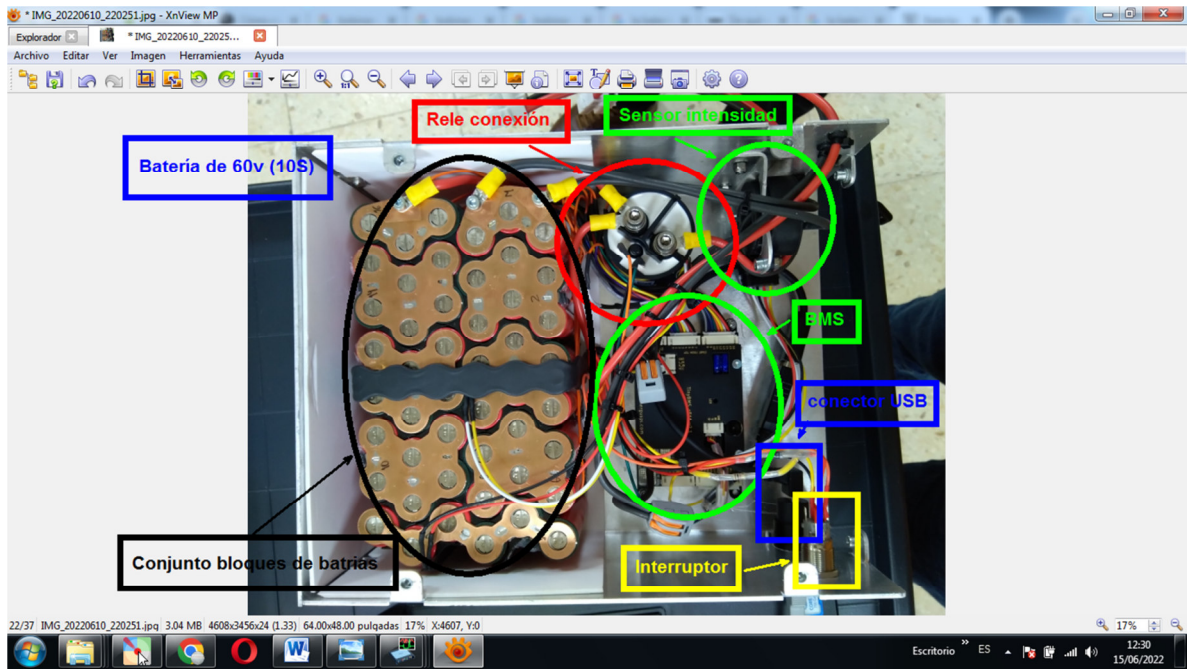 * IMG_20220610_220251.jpg - XnView MP
Explorador
* IMG_20220610_22025...
Archivo Editar Ver Imagen Herramientas Ayuda
Rele conexión
Sensor intensidad
Batería de 60v (10S)
BMS
conector USB
Conjunto bloques de batrias
Interruptor
22/37 IMG_20220610_220251.jpg 3.04 MB 4608x3456x24 (1.33) 64.00x48.00 pulgadas 17% X:4607, Y:0
17%
Escritorio
ES
12:30
15/06/2022